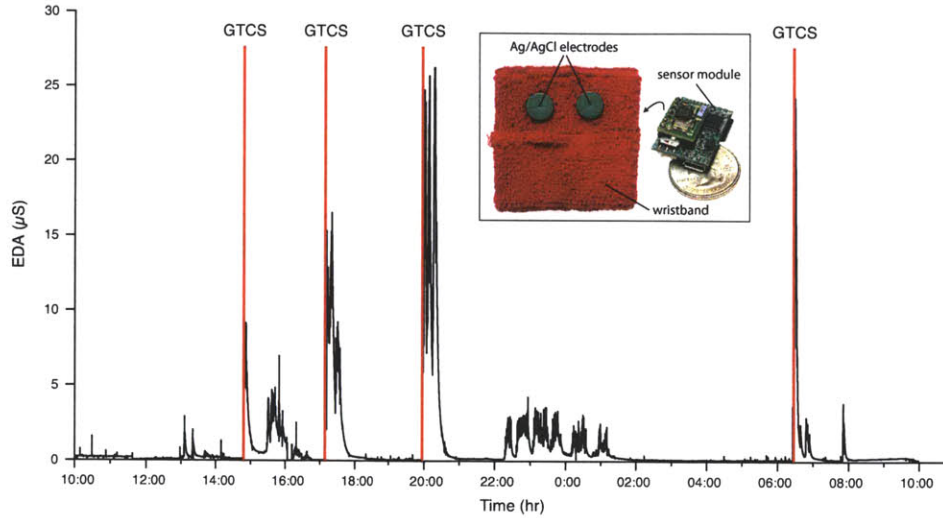 30
25
20
15
10
5
0
EDA (µS)
GTCS
GTCS
GTCS
GTCS
Ag/AgCl electrodes
sensor module
wristband
10:00
12:00
14:00
16:00
18:00
20:00
22:00
0:00
02:00
04:00
06:00
08:00
10:00
Time (hr)